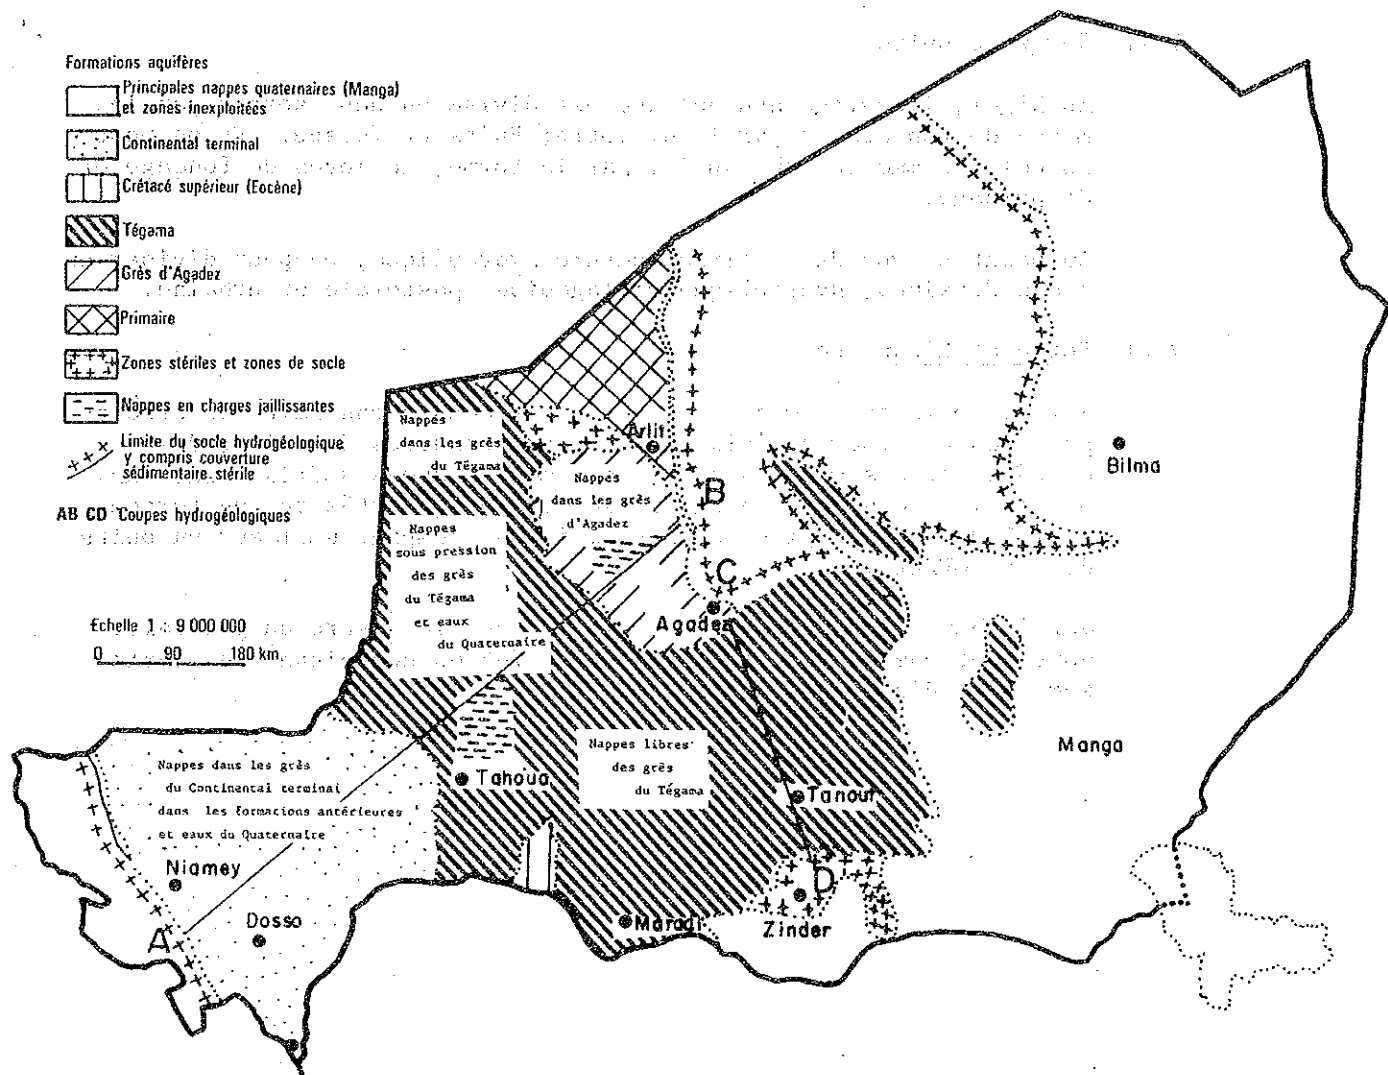 Formations aquifères
Principales nappes quaternaires (Manga)
et zones inexploitées
Continental terminal
Crétacé supérieur (Eocène)
Tégama
Grès d'Agadez
Primaire
Zones stériles et zones de socle
Nappes en charges jaillissantes
Limite du socle hydrogéologique
y compris couverture
sédimentaire stérile
AB CD Coupes hydrogéologiques
Echelle 1 : 9 000 000
0 90 180 km
Nappes
dans les grès
du Tégama
Arlit
Nappes
dans les grès
d'Agadez
Bilma
B
Nappes
sous pression
des grès
du Tégama
et eaux
du Quaternaire
C
Agadez
Manga
Nappes libres
des grès
du Tégama
Tahoua
Tanout
Nappes dans les grès
du Continental terminal
dans les formations antérieures
et eaux du Quaternaire
Niamey
D
Zinder
Maradi
Dosso
A